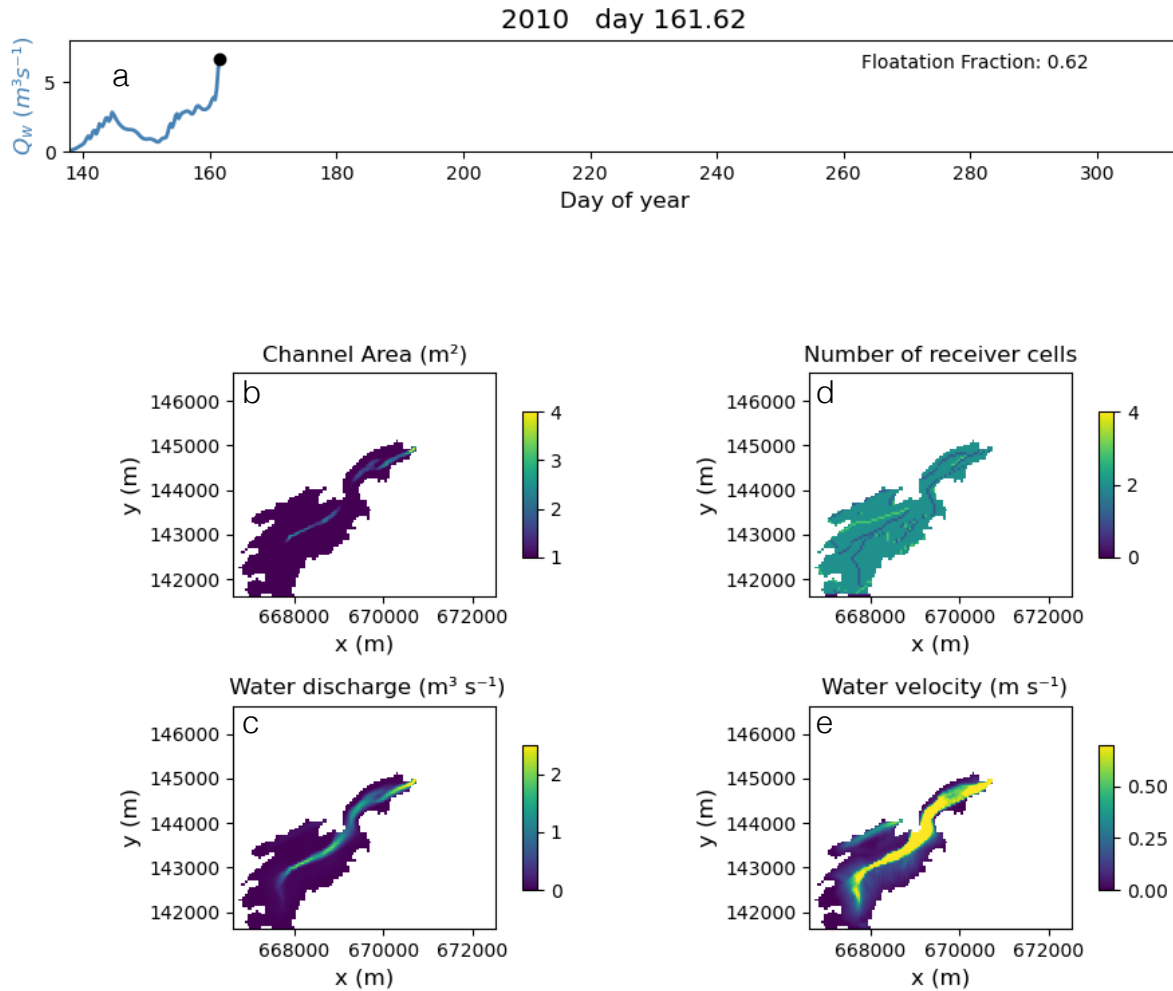 2010   day 161.62
Q_W (m³s⁻¹)
a
Floatation Fraction: 0.62
5
0
140 160 180 200 220 240 260 280 300
Day of year
Channel Area (m²)
b
y (m)
146000
145000
144000
143000
142000
668000 670000 672000
x (m)
4
3
2
1
Number of receiver cells
d
y (m)
146000
145000
144000
143000
142000
668000 670000 672000
x (m)
4
2
0
Water discharge (m³ s⁻¹)
c
y (m)
146000
145000
144000
143000
142000
668000 670000 672000
x (m)
2
1
0
Water velocity (m s⁻¹)
e
y (m)
146000
145000
144000
143000
142000
668000 670000 672000
x (m)
0.50
0.25
0.00